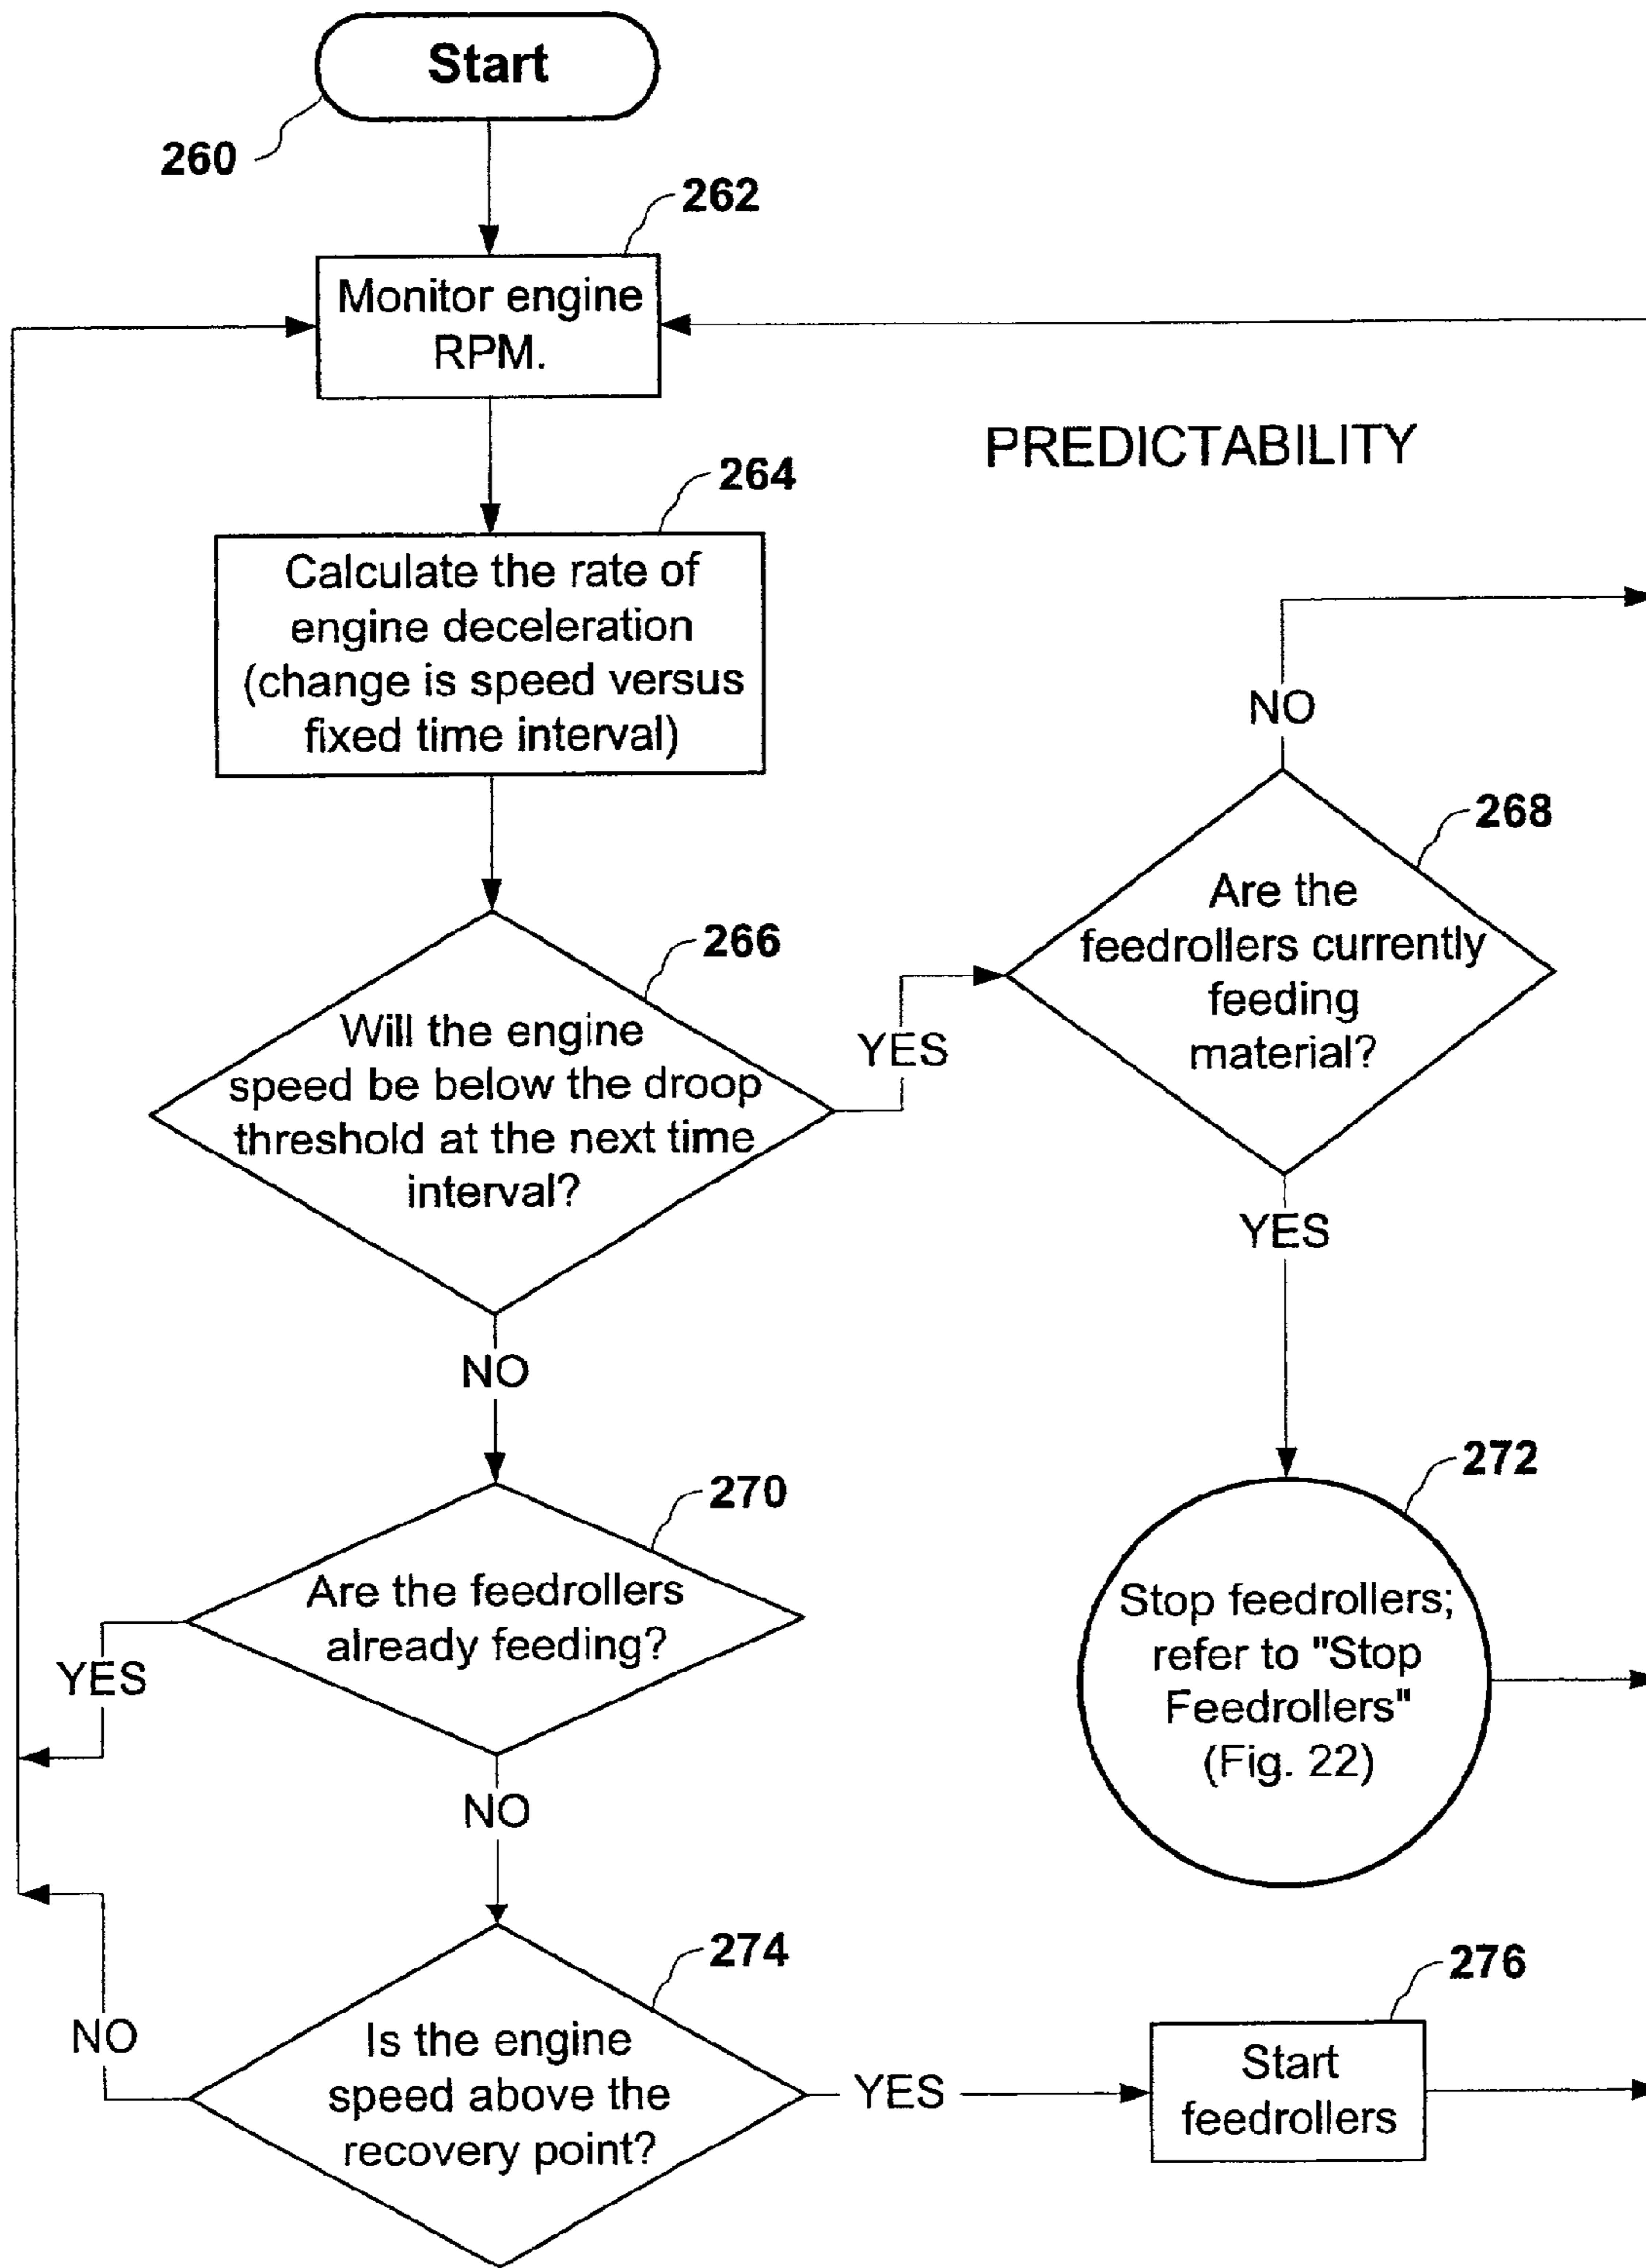 Start
260
262
Monitor engine
RPM.
PREDICTABILITY
264
Calculate the rate of
engine deceleration
(change is speed versus
fixed time interval)
NO
268
Are the
feedrollers currently
feeding
material?
266
Will the engine
speed be below the droop
threshold at the next time
interval?
YES
YES
NO
272
Stop feedrollers;
refer to "Stop
Feedrollers"
(Fig. 22)
270
Are the feedrollers
already feeding?
YES
NO
274
Is the engine
speed above the
recovery point?
NO
YES
276
Start
feedrollers